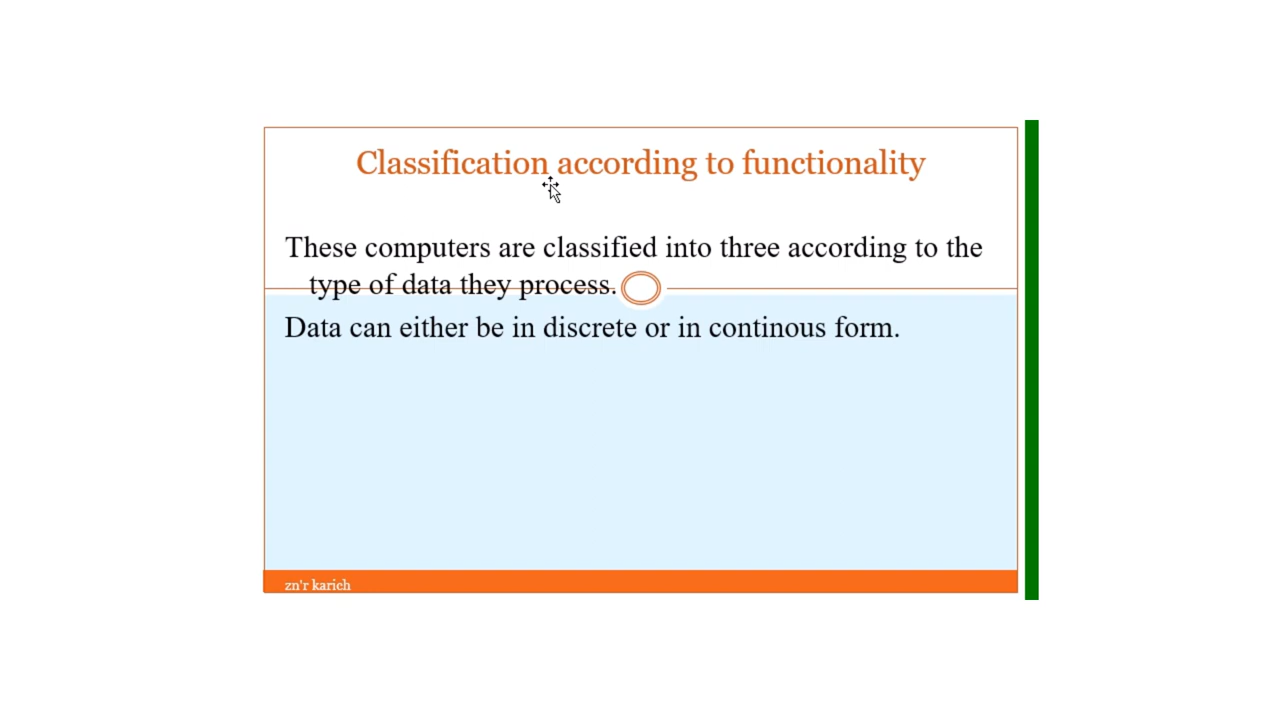 Classification according to functionality
These computers are classified into three according to the
type of data they process.
Data can either be in discrete or in continous form.
zn'r karich